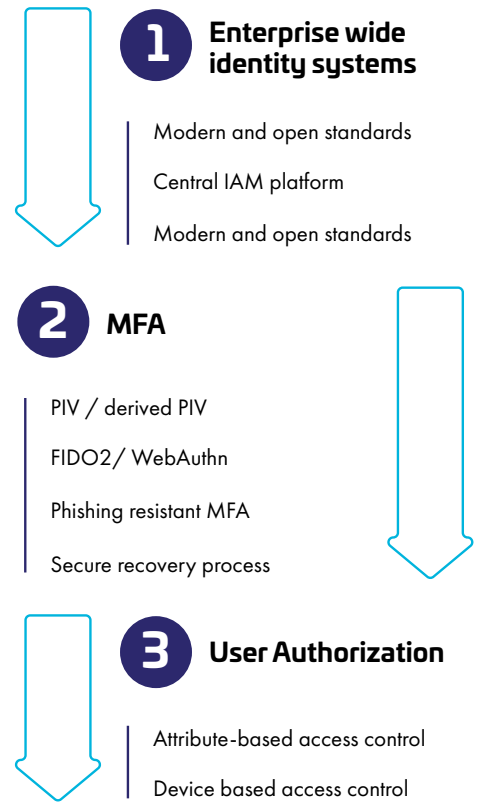 1
Enterprise wide
identity systems
Modern and open standards
Central IAM platform
Modern and open standards
2
MFA
PIV / derived PIV
FIDO2/ WebAuthn
Phishing resistant MFA
Secure recovery process
3
User Authorization
Attribute-based access control
Device based access control